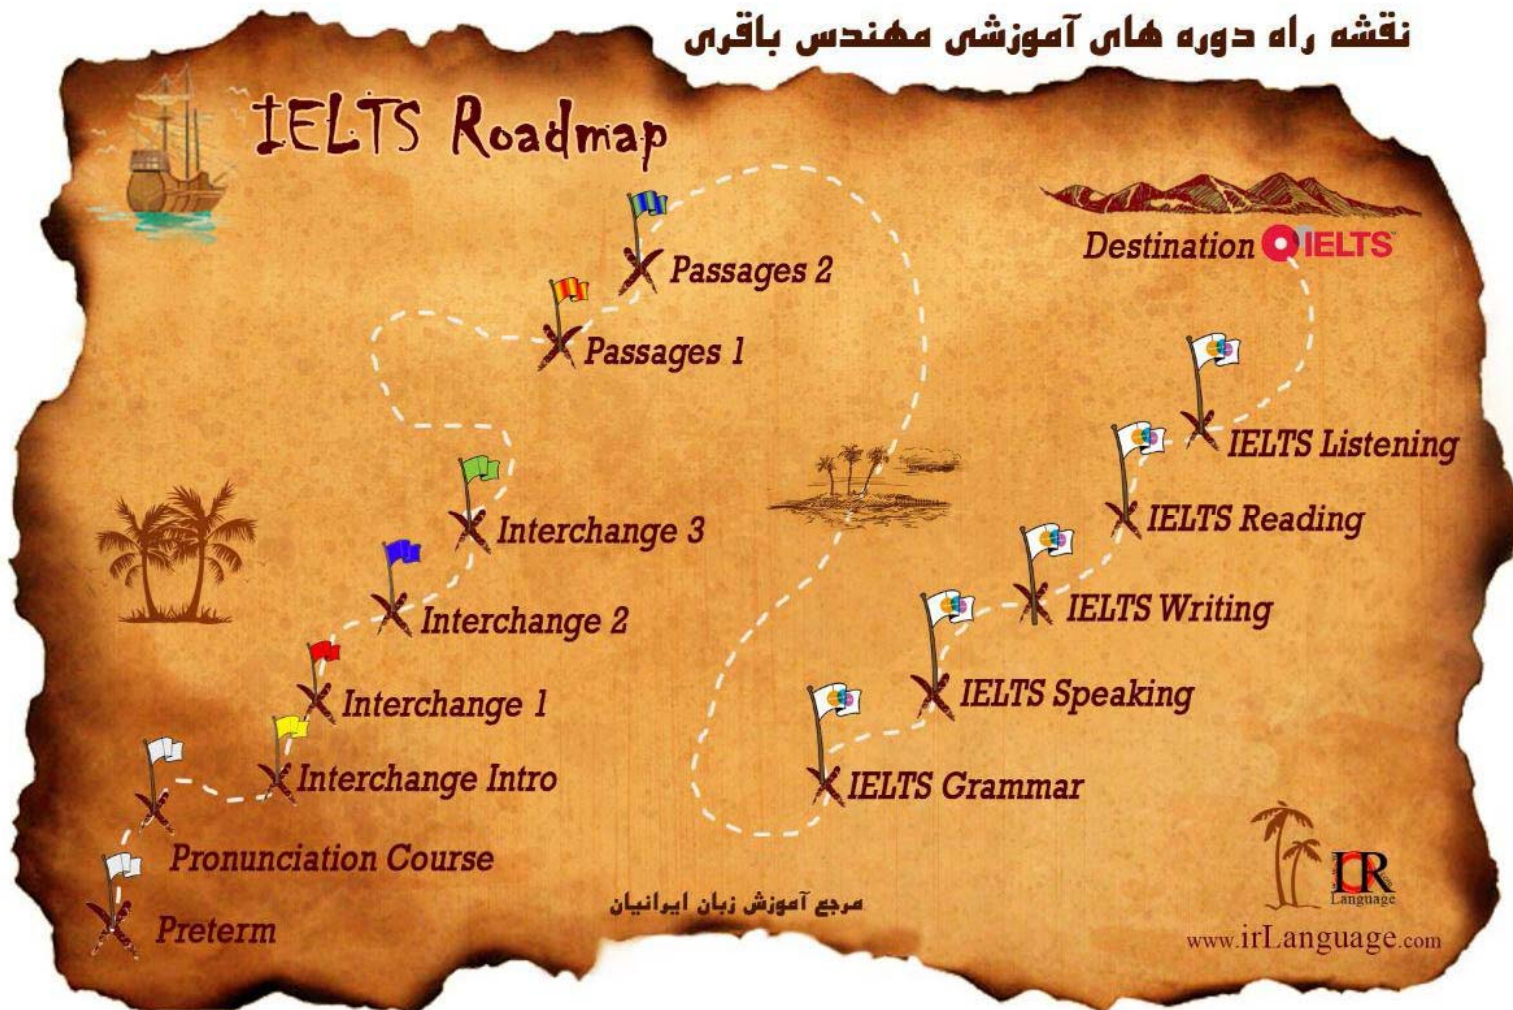 نقشه راه دوره های آموزشی مهندس باقری
IELTS Roadmap
Destination IELTS
Passages 2
Passages 1
IELTS Listening
IELTS Reading
Interchange 3
IELTS Writing
Interchange 2
IELTS Speaking
Interchange 1
Interchange Intro
IELTS Grammar
Pronunciation Course
Preterm
مرجع آموزش زبان ایرانیان
IR
Language
www.irLanguage.com